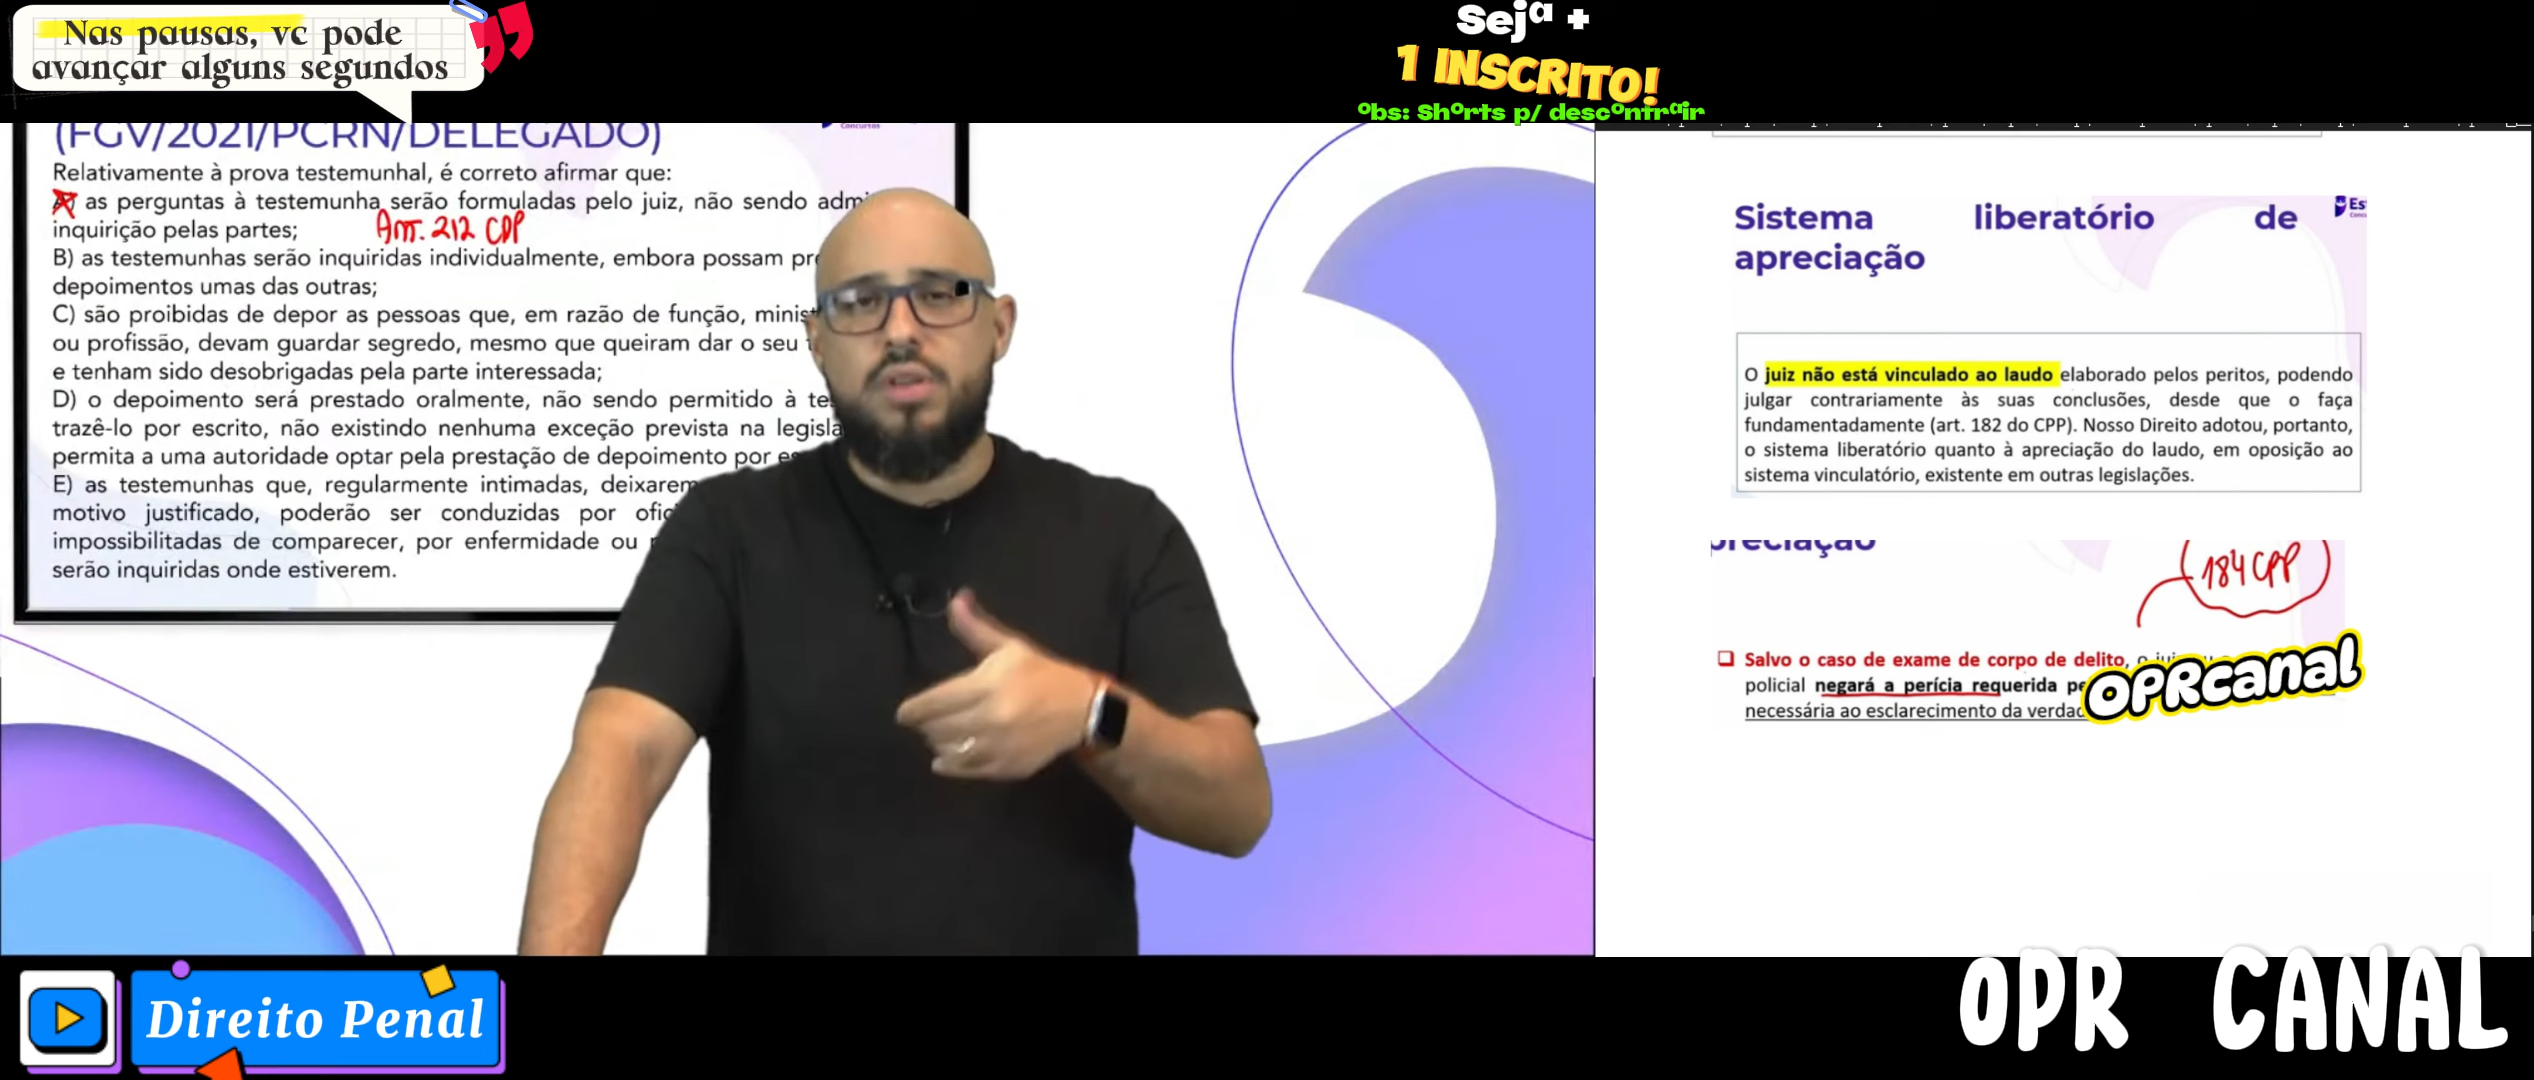 Nas pausas, vc pode
avançar alguns segundos
Seja +
1 INSCRITO!
obs: Shorts p/ descontrair
(FGV/2021/PCRN/DELEGADO)
Concursos
Relativamente à prova testemunhal, é correto afirmar que:
as perguntas à testemunha serão formuladas pelo juiz, não sendo
inquirição pelas partes;
Art. 212 CPP
B) as testemunhas serão inquiridas individualmente, embora possam
depoimentos umas das outras;
C) são proibidas de depor as pessoas que, em razão de função,
ou profissão, devam guardar segredo, mesmo que queiram dar o seu
e tenham sido desobrigadas pela parte interessada;
D) o depoimento será prestado oralmente, não sendo permitido à
trazê-lo por escrito, não existindo nenhuma exceção prevista na
permita a uma autoridade optar pela prestação de depoimento por
E) as testemunhas que, regularmente intimadas,
motivo justificado, poderão ser conduzidas por
impossibilitadas de comparecer, por enfermidade ou
serão inquiridas onde estiverem.
Sistema liberatório de
apreciação
O juiz não está vinculado ao laudo elaborado pelos peritos, podendo
julgar contrariamente às suas conclusões, desde que o faça
fundamentadamente (art. 182 do CPP). Nosso Direito adotou, portanto,
o sistema liberatório quanto à apreciação do laudo, em oposição ao
sistema vinculatório, existente em outras legislações.
184 CPP
Salvo o caso de exame de corpo de delito,
policial negará a perícia requerida
necessária ao esclarecimento da
OPRcanal
Direito Penal
OPR CANAL